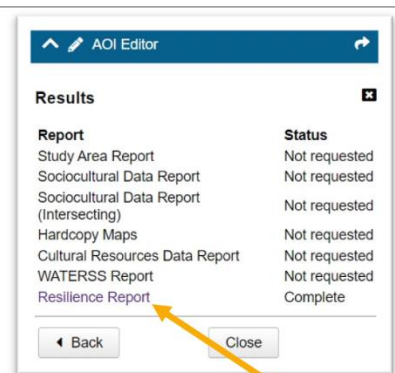 AOI Editor
Results
Report Status
Study Area Report Not requested
Sociocultural Data Report Not requested
Sociocultural Data Report
(Intersecting) Not requested
Hardcopy Maps Not requested
Cultural Resources Data Report Not requested
WATERSS Report Not requested
Resilience Report Complete
Back Close